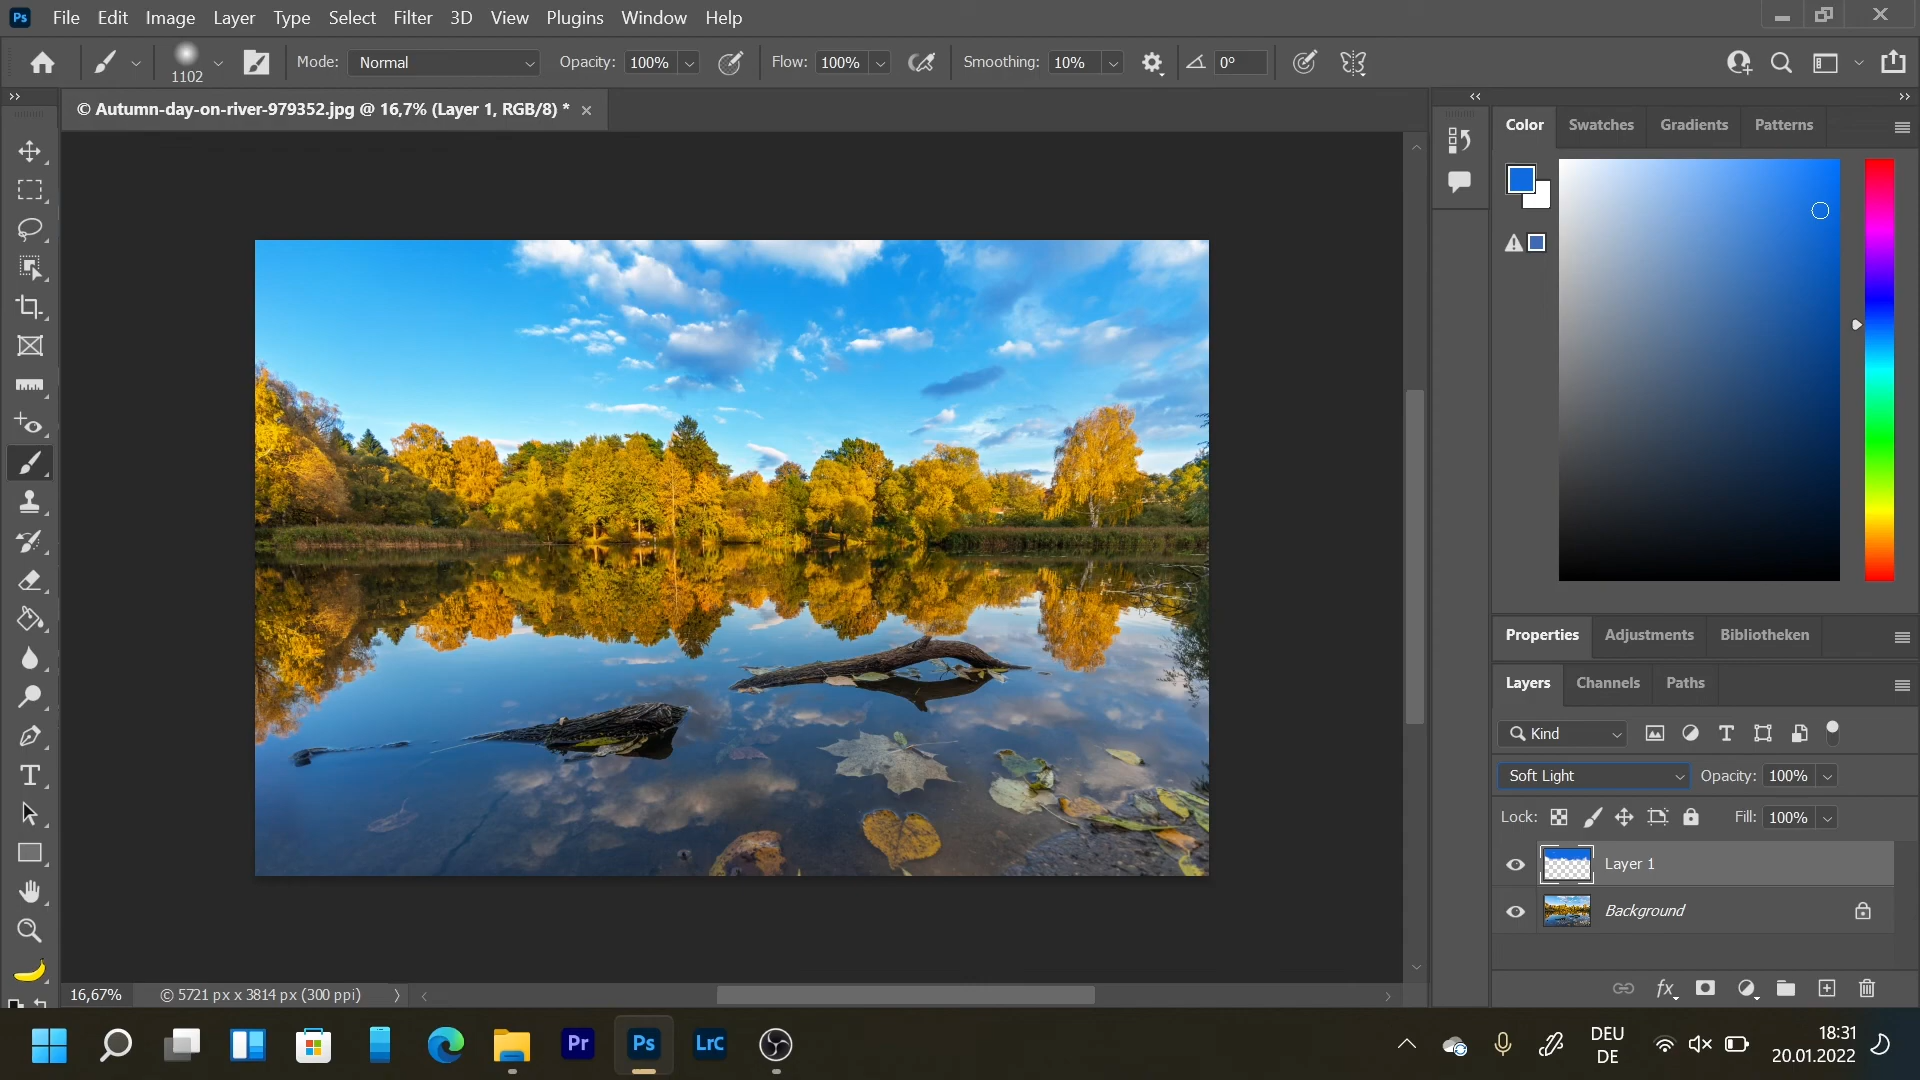 Ps File Edit Image Layer Type Select Filter 3D View Plugins Window Help
1102 Mode: Normal Opacity: 100% Flow: 100% Smoothing: 10% 0°
© Autumn-day-on-river-979352.jpg @ 16,7% (Layer 1, RGB/8) *
Color Swatches Gradients Patterns
Properties Adjustments Bibliotheken
Layers Channels Paths
Kind
Soft Light Opacity: 100%
Lock: Fill: 100%
Layer 1
Background
fx
16,67% © 5721 px x 3814 px (300 ppi)
Pr Ps LrC
DEU
DE
18:31
20.01.2022